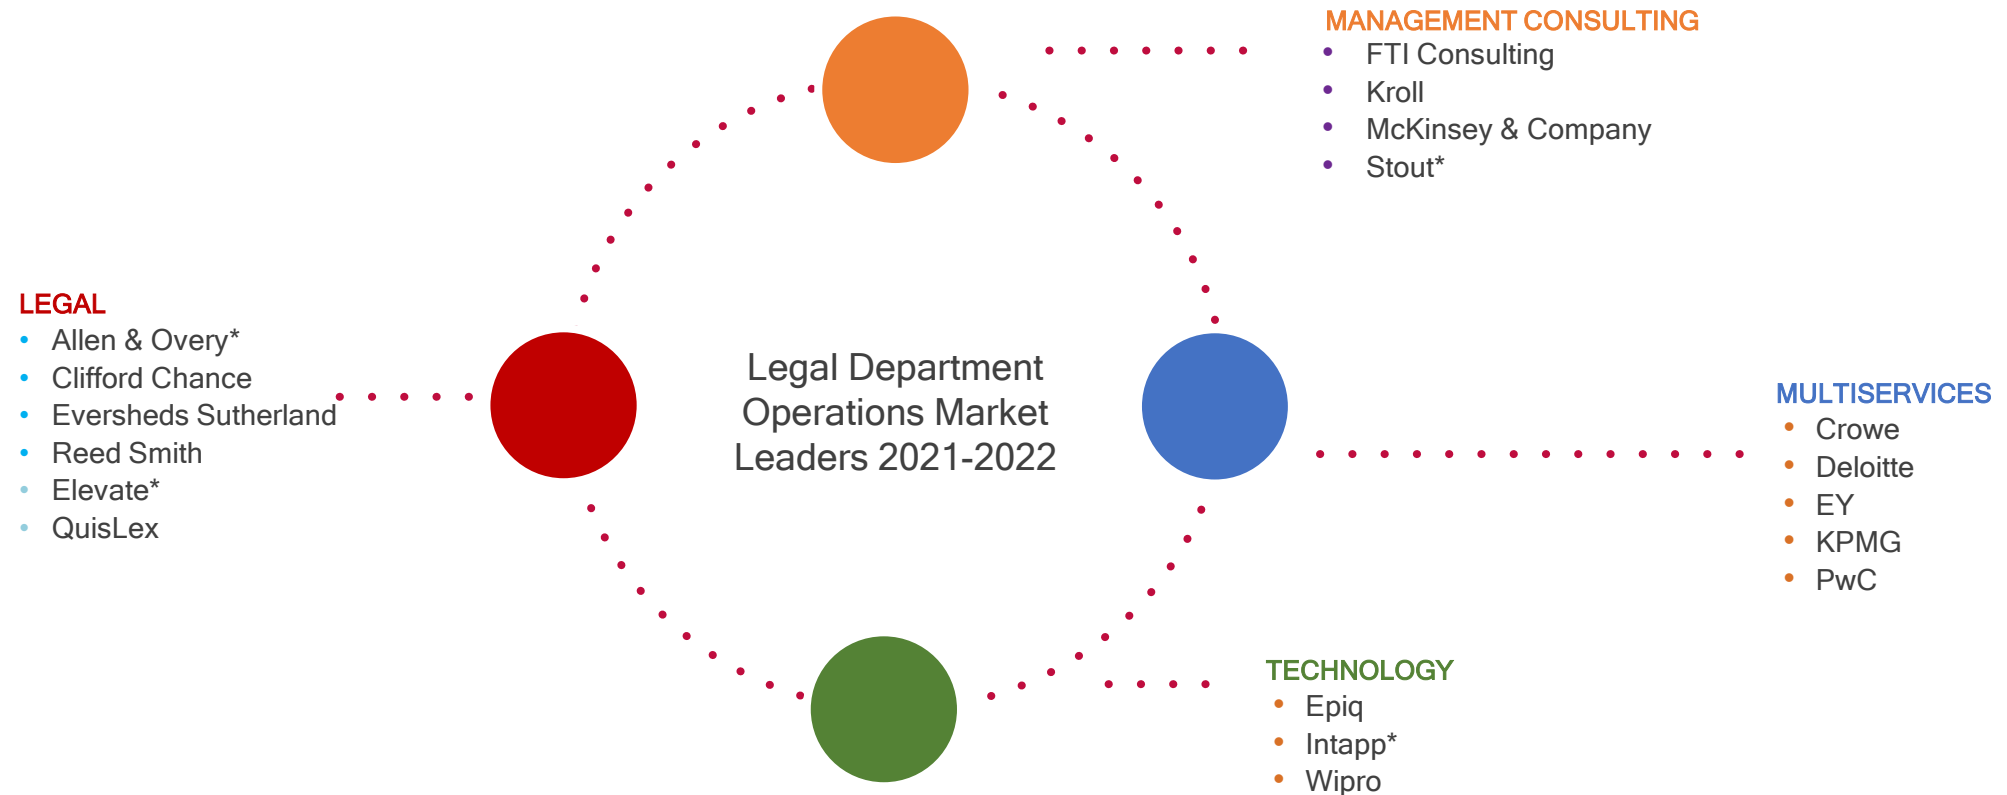 MANAGEMENT CONSULTING
• FTI Consulting
• Kroll
• McKinsey & Company
• Stout*
LEGAL
• Allen & Overy*
• Clifford Chance
• Eversheds Sutherland
• Reed Smith
• Elevate*
• QuisLex
Legal Department
Operations Market
Leaders 2021-2022
MULTISERVICES
• Crowe
• Deloitte
• EY
• KPMG
• PwC
TECHNOLOGY
• Epiq
• Intapp*
• Wipro